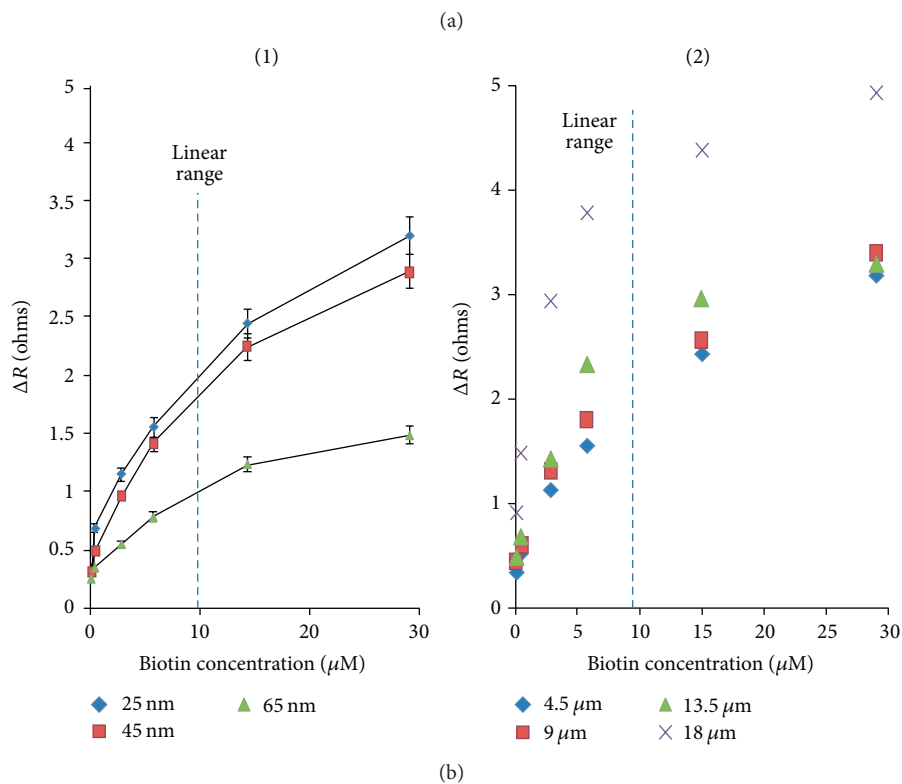 (a)
(1)
5
4.5
4
3.5
3
2.5
2
1.5
1
0.5
0
ΔR (ohms)
Linear
range
0 10 20 30
Biotin concentration (μM)
25 nm 65 nm
45 nm
(2)
5
4
3
2
1
0
ΔR (ohms)
Linear
range
0 5 10 15 20 25 30
Biotin concentration (μM)
4.5 μm 13.5 μm
9 μm 18 μm
(b)